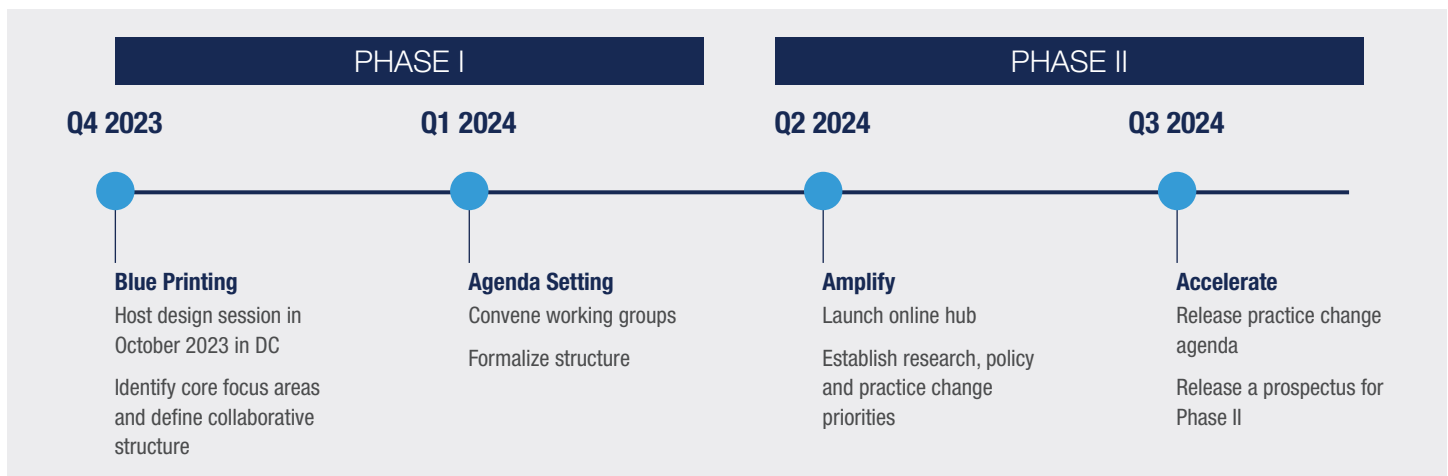 PHASE I
PHASE II
Q4 2023
Q1 2024
Q2 2024
Q3 2024
Blue Printing
Host design session in
October 2023 in DC
Identify core focus areas
and define collaborative
structure
Agenda Setting
Convene working groups
Formalize structure
Amplify
Launch online hub
Establish research, policy
and practice change
priorities
Accelerate
Release practice change
agenda
Release a prospectus for
Phase II